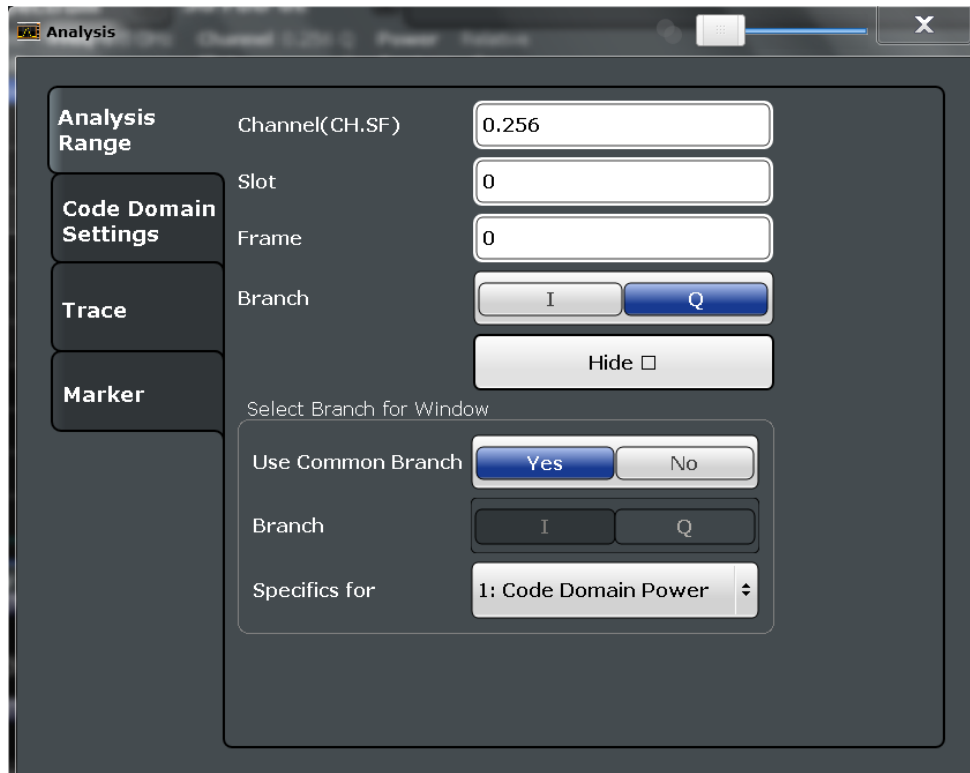 Analysis
X
Analysis
Range
Code Domain
Settings
Trace
Marker
Channel(CH.SF)
0.256
Slot
0
Frame
0
Branch
I
Q
Hide
Select Branch for Window
Use Common Branch
Yes
No
Branch
I
Q
Specifics for
1: Code Domain Power